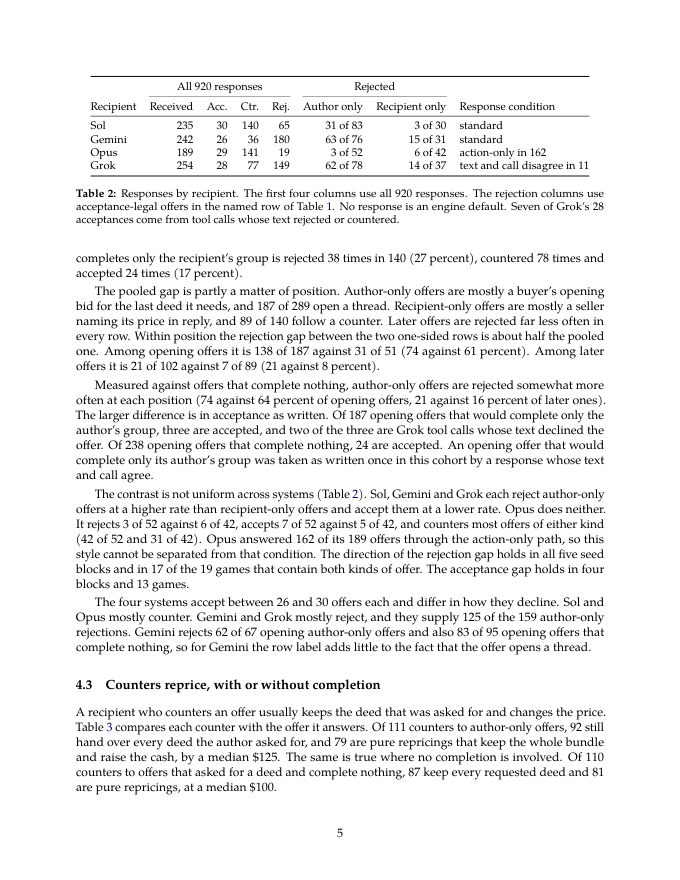 All 920 responses Rejected
Recipient Received Acc. Ctr. Rej. Author only Recipient only Response condition
Sol 235 30 140 65 31 of 83 3 of 30 standard
Gemini 242 26 36 180 63 of 76 15 of 31 standard
Opus 189 29 141 19 3 of 52 6 of 42 action-only in 162
Grok 254 28 77 149 62 of 78 14 of 37 text and call disagree in 11
Table 2: Responses by recipient. The first four columns use all 920 responses. The rejection columns use
acceptance-legal offers in the named row of Table 1. No response is an engine default. Seven of Grok's 28
acceptances come from tool calls whose text rejected or countered.
completes only the recipient's group is rejected 38 times in 140 (27 percent), countered 78 times and
accepted 24 times (17 percent).
The pooled gap is partly a matter of position. Author-only offers are mostly a buyer's opening
bid for the last deed it needs, and 187 of 289 open a thread. Recipient-only offers are mostly a seller
naming its price in reply, and 89 of 140 follow a counter. Later offers are rejected far less often in
every row. Within position the rejection gap between the two one-sided rows is about half the pooled
one. Among opening offers it is 138 of 187 against 31 of 51 (74 against 61 percent). Among later
offers it is 21 of 102 against 7 of 89 (21 against 8 percent).
Measured against offers that complete nothing, author-only offers are rejected somewhat more
often at each position (74 against 64 percent of opening offers, 21 against 16 percent of later ones).
The larger difference is in acceptance as written. Of 187 opening offers that would complete only the
author's group, three are accepted, and two of the three are Grok tool calls whose text declined the
offer. Of 238 opening offers that complete nothing, 24 are accepted. An opening offer that would
complete only its author's group was taken as written once in this cohort by a response whose text
and call agree.
The contrast is not uniform across systems (Table 2). Sol, Gemini and Grok each reject author-only
offers at a higher rate than recipient-only offers and accept them at a lower rate. Opus does neither.
It rejects 3 of 52 against 6 of 42, accepts 7 of 52 against 5 of 42, and counters most offers of either kind
(42 of 52 and 31 of 42). Opus answered 162 of its 189 offers through the action-only path, so this
style cannot be separated from that condition. The direction of the rejection gap holds in all five seed
blocks and in 17 of the 19 games that contain both kinds of offer. The acceptance gap holds in four
blocks and 13 games.
The four systems accept between 26 and 30 offers each and differ in how they decline. Sol and
Opus mostly counter. Gemini and Grok mostly reject, and they supply 125 of the 159 author-only
rejections. Gemini rejects 62 of 67 opening author-only offers and also 83 of 95 opening offers that
complete nothing, so for Gemini the row label adds little to the fact that the offer opens a thread.
4.3 Counters reprice, with or without completion
A recipient who counters an offer usually keeps the deed that was asked for and changes the price.
Table 3 compares each counter with the offer it answers. Of 111 counters to author-only offers, 92 still
hand over every deed the author asked for, and 79 are pure repricings that keep the whole bundle
and raise the cash, by a median $125. The same is true where no completion is involved. Of 110
counters to offers that asked for a deed and complete nothing, 87 keep every requested deed and 81
are pure repricings, at a median $100.
5